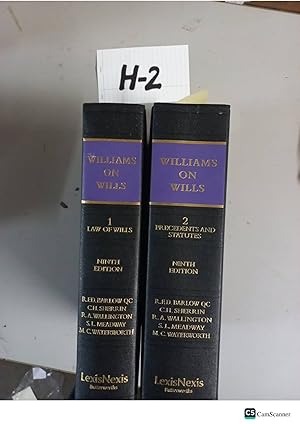 H-2
WILLIAMS
ON
WILLS
1
LAW OF WILLS
NINTH
EDITION
R.F.D. BARLOW QC
C.H. SHERRIN
R.A. WALLINGTON
S.L. MEADWAY
M.C. WATERWORTH
LexisNexis
Butterworths
WILLIAMS
ON
WILLS
2
PRECEDENTS AND
STATUTES
NINTH
EDITION
R.F.D. BARLOW QC
C.H. SHERRIN
R.A. WALLINGTON
S.L. MEADWAY
M.C. WATERWORTH
LexisNexis
Butterworths
CS CamScanner